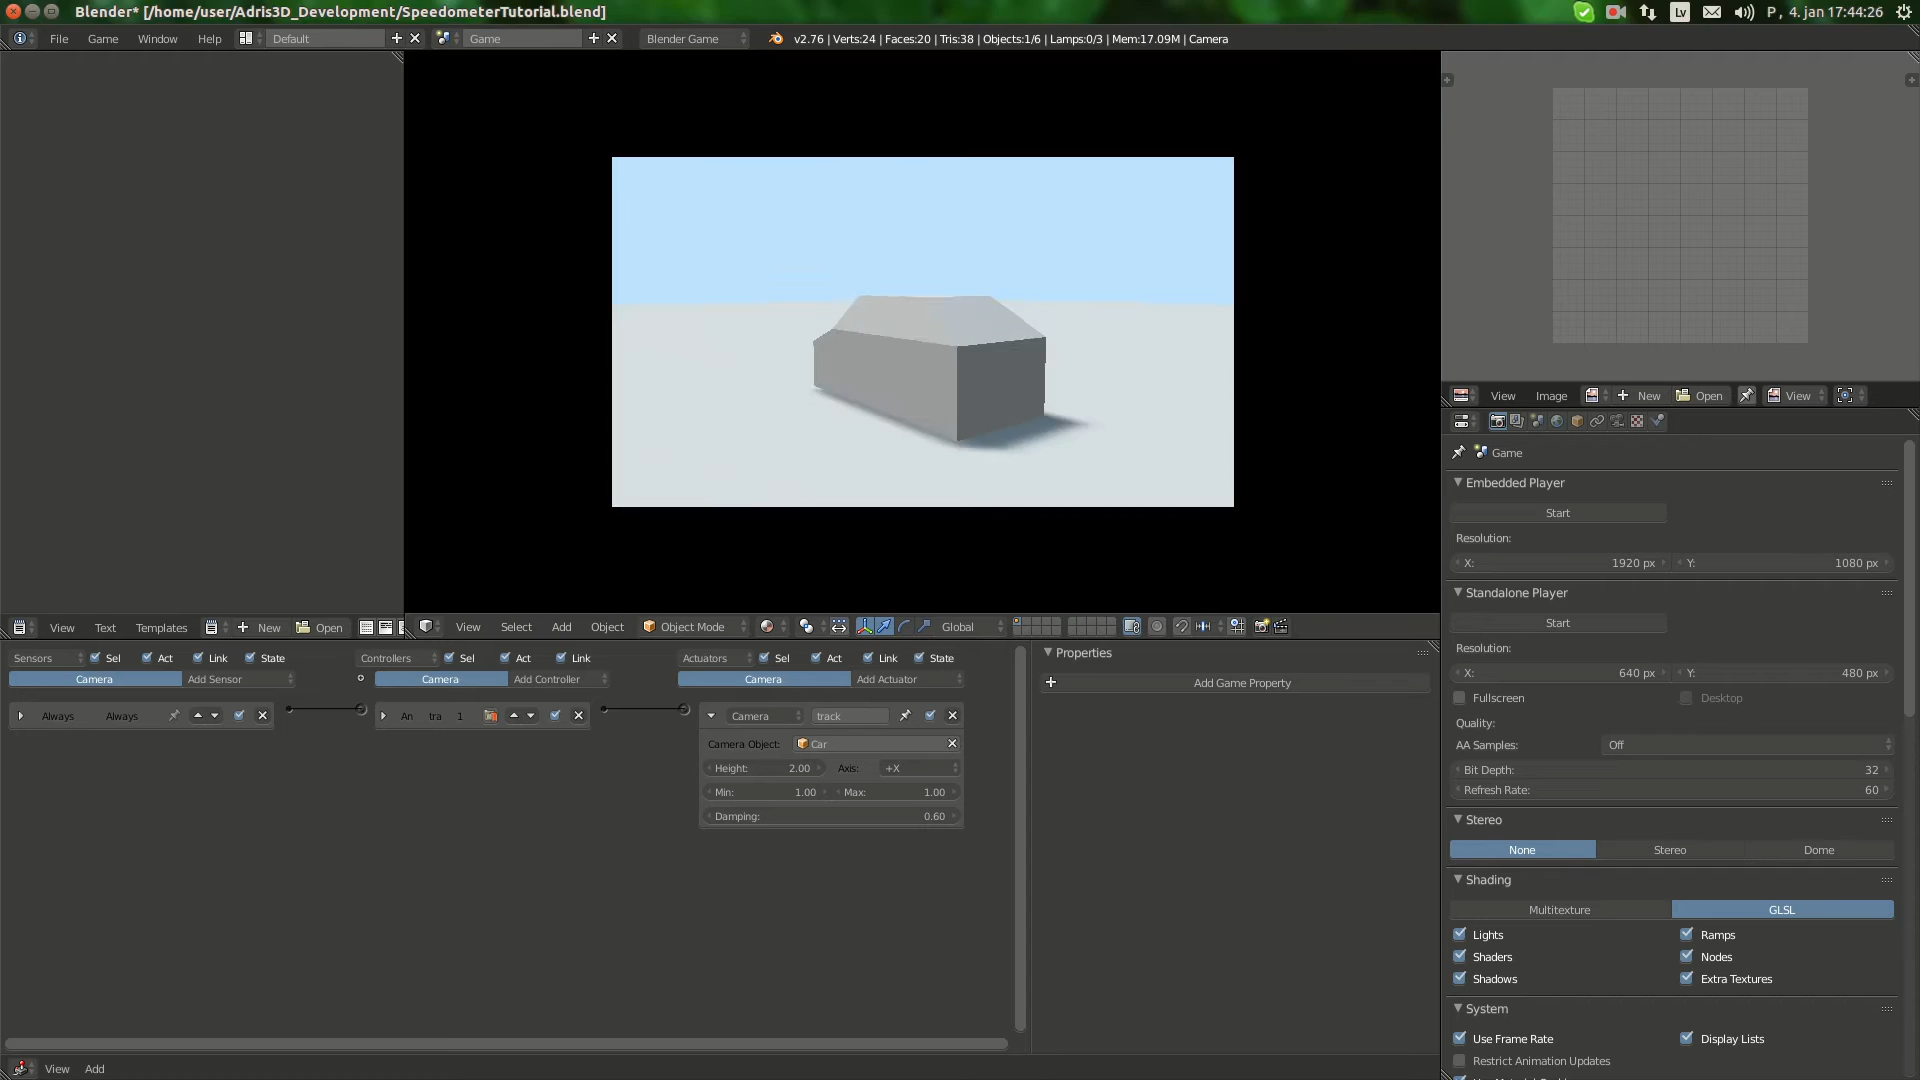 Blender* [/home/user/Adris3D_Development/SpeedometerTutorial.blend]
Lv
P , 4. jan 17:44:26
File Game Window Help Default Game Blender Game v2.76 | Verts:24 | Faces:20 | Tris:38 | Objects:1/6 | Lamps:0/3 | Mem:17.09M | Camera
View Image New Open View
Game
Embedded Player
Start
Resolution:
X: 1920 px Y: 1080 px
Standalone Player
Start
Resolution:
X: 640 px Y: 480 px
Fullscreen Desktop
Quality:
AA Samples: Off
Bit Depth: 32
Refresh Rate: 60
Stereo
None Stereo Dome
Shading
Multitexture GLSL
Lights Ramps
Shaders Nodes
Shadows Extra Textures
System
Use Frame Rate Display Lists
Restrict Animation Updates
View Text Templates New Open
View Select Add Object Object Mode Global
Sensors Sel Act Link State Controllers Sel Act Link Actuators Sel Act Link State
Camera Add Sensor Camera Add Controller Camera Add Actuator
Always Always An tra 1 Camera track
Camera Object: Car
Height: 2.00 Axis: +X
Min: 1.00 Max: 1.00
Damping: 0.60
Properties
Add Game Property
View Add